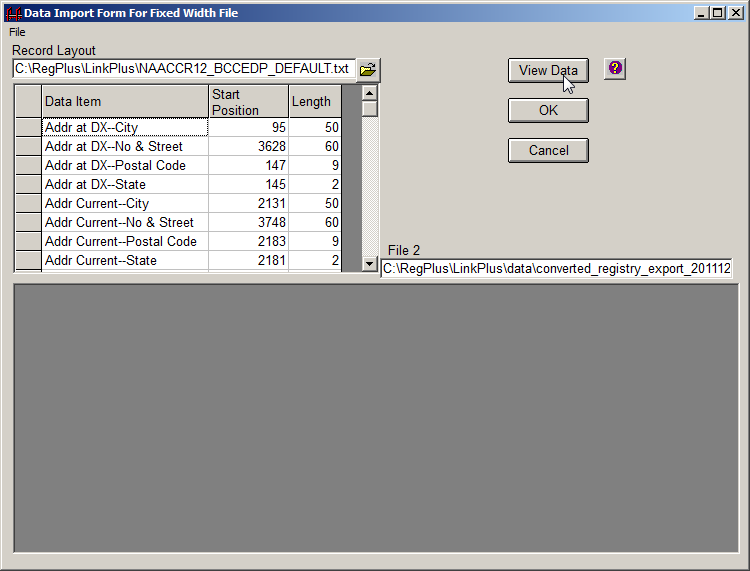 Data Import Form For Fixed Width File
File
Record Layout
C:\RegPlus\LinkPlus\NAACCR12_BCCEDP_DEFAULT.txt
View Data
?
OK
Cancel
Data Item Start Position Length
Addr at DX--City 95 50
Addr at DX--No & Street 3628 60
Addr at DX--Postal Code 147 9
Addr at DX--State 145 2
Addr Current--City 2131 50
Addr Current--No & Street 3748 60
Addr Current--Postal Code 2183 9
Addr Current--State 2181 2
File 2
C:\RegPlus\LinkPlus\data\converted_registry_export_201112